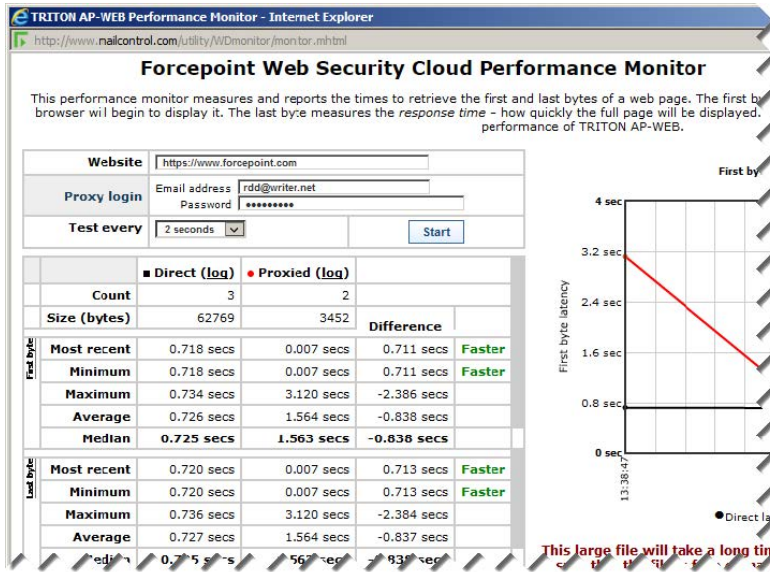 TRITON AP-WEB Performance Monitor - Internet Explorer
http://www.mailcontrol.com/utility/WDmonitor/monitor.mhtml
Forcepoint Web Security Cloud Performance Monitor
This performance monitor measures and reports the times to retrieve the first and last bytes of a web page. The first
browser will begin to display it. The last byte measures the response time - how quickly the full page will be displayed.
performance of TRITON AP-WEB.
Website https://www.forcepoint.com
Proxy login Email address rdd@writer.net
Password •••••••••
Test every 2 seconds Start
Direct (log) Proxied (log)
Count 3 2
Size (bytes) 62769 3452 Difference
First byte
Most recent 0.718 secs 0.007 secs 0.711 secs Faster
Minimum 0.718 secs 0.007 secs 0.711 secs Faster
Maximum 0.734 secs 3.120 secs -2.386 secs
Average 0.726 secs 1.564 secs -0.838 secs
Median 0.725 secs 1.563 secs -0.838 secs
Last byte
Most recent 0.720 secs 0.007 secs 0.713 secs Faster
Minimum 0.720 secs 0.007 secs 0.713 secs Faster
Maximum 0.736 secs 3.120 secs -2.384 secs
Average 0.727 secs 1.564 secs -0.837 secs
First by
4 sec
3.2 sec
2.4 sec
1.6 sec
0.8 sec
0 sec
First byte latency
13:38:47
Direct la
This large file will take a long tim